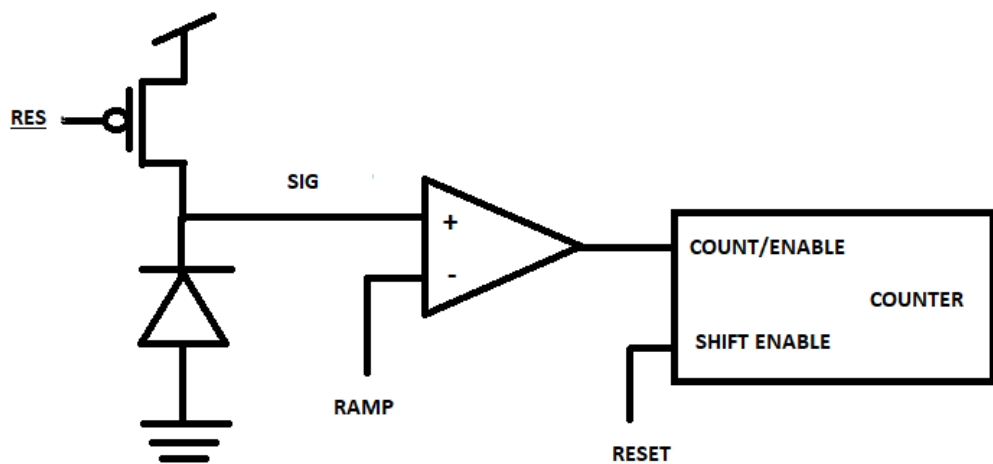 RES
SIG
+
-
COUNT/ENABLE
COUNTER
SHIFT ENABLE
RAMP
RESET